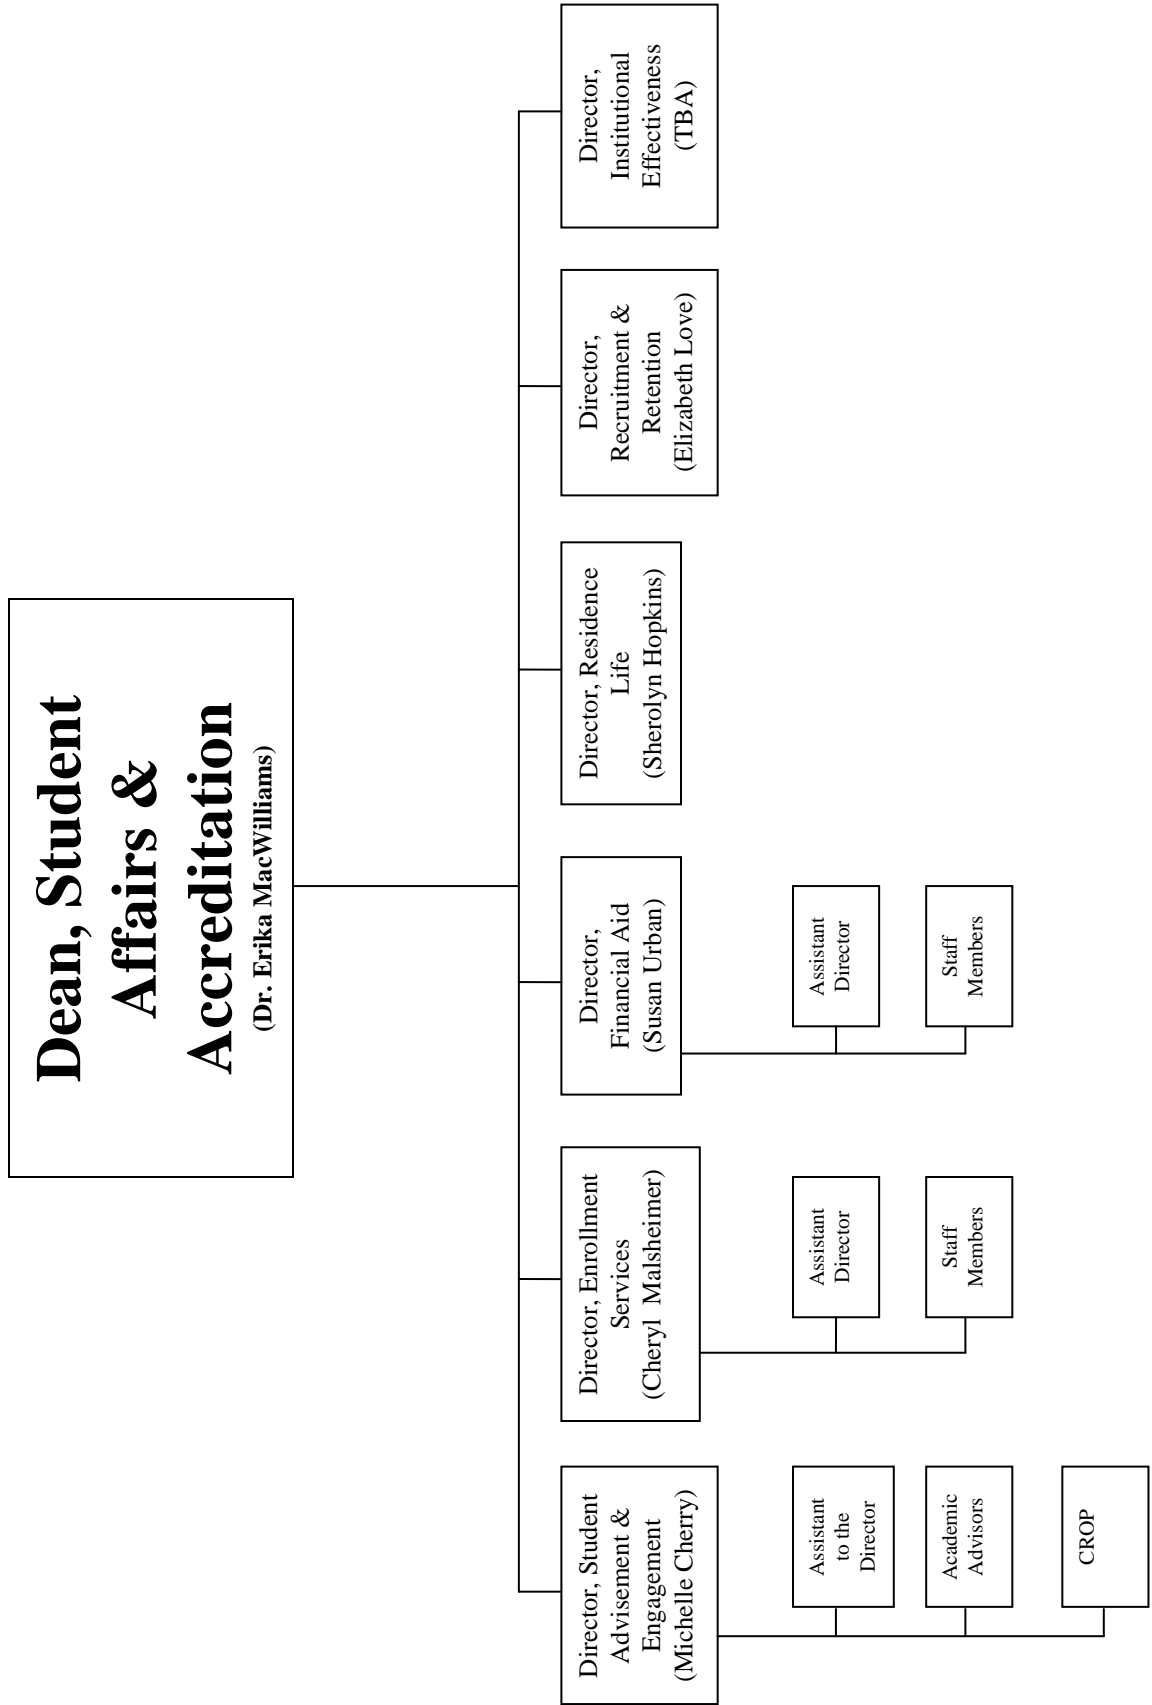 Dean, Student
Affairs &
Accreditation
(Dr. Erika MacWilliams)
Director, Student
Advisement &
Engagement
(Michelle Cherry)
Assistant
to the
Director
Academic
Advisors
CROP
Director, Enrollment
Services
(Cheryl Malsheimer)
Assistant
Director
Staff
Members
Director,
Financial Aid
(Susan Urban)
Assistant
Director
Staff
Members
Director, Residence
Life
(Sherolyn Hopkins)
Director,
Recruitment &
Retention
(Elizabeth Love)
Director,
Institutional
Effectiveness
(TBA)